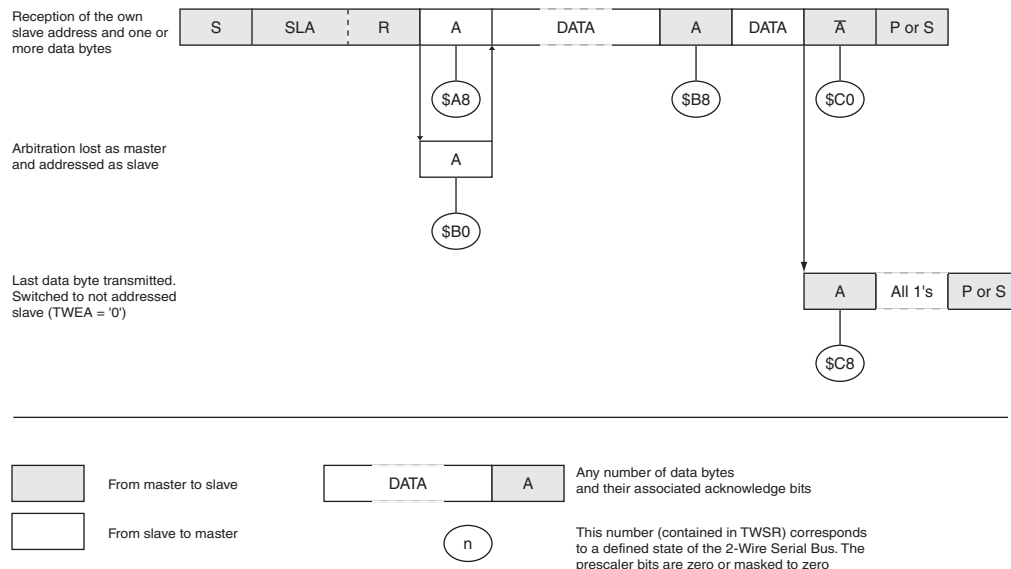 Reception of the own
slave address and one or
more data bytes
S SLA R A DATA A DATA A̅ P or S
$A8 $B8 $C0
Arbitration lost as master
and addressed as slave
A
$B0
Last data byte transmitted.
Switched to not addressed
slave (TWEA = '0')
A All 1's P or S
$C8
From master to slave
DATA A
Any number of data bytes
and their associated acknowledge bits
From slave to master
n
This number (contained in TWSR) corresponds
to a defined state of the 2-Wire Serial Bus. The
prescaler bits are zero or masked to zero